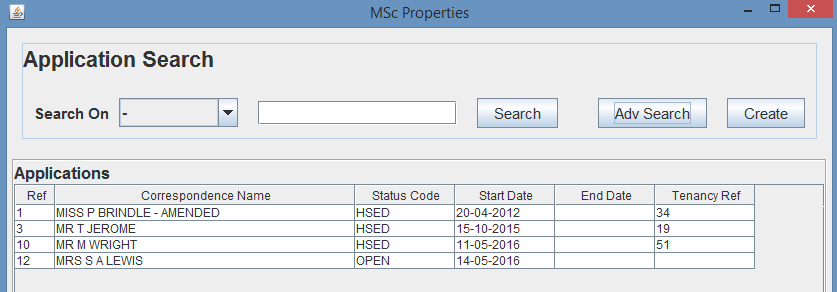 MSc Properties
Application Search
Search On - Search Adv Search Create
Applications
Ref Correspondence Name Status Code Start Date End Date Tenancy Ref
1 MISS P BRINDLE - AMENDED HSED 20-04-2012 34
3 MR T JEROME HSED 15-10-2015 19
10 MR M WRIGHT HSED 11-05-2016 51
12 MRS S A LEWIS OPEN 14-05-2016